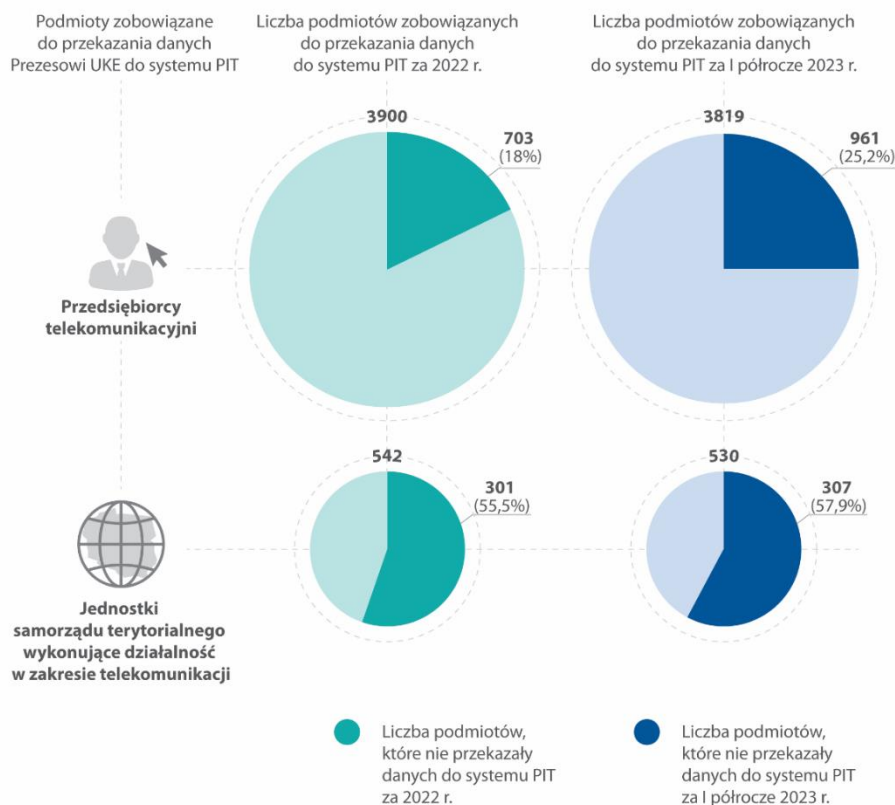 Podmioty zobowiązane
do przekazania danych
Prezesowi UKE do systemu PIT
Liczba podmiotów zobowiązanych
do przekazania danych
do systemu PIT za 2022 r.
Liczba podmiotów zobowiązanych
do przekazania danych
do systemu PIT za I półrocze 2023 r.
3900
703
(18%)
3819
961
(25,2%)
Przedsiębiorcy
telekomunikacyjni
542
301
(55,5%)
530
307
(57,9%)
Jednostki
samorządu terytorialnego
wykonujące działalność
w zakresie telekomunikacji
Liczba podmiotów,
które nie przekazały
danych do systemu PIT
za 2022 r.
Liczba podmiotów,
które nie przekazały
danych do systemu PIT
za I półrocze 2023 r.